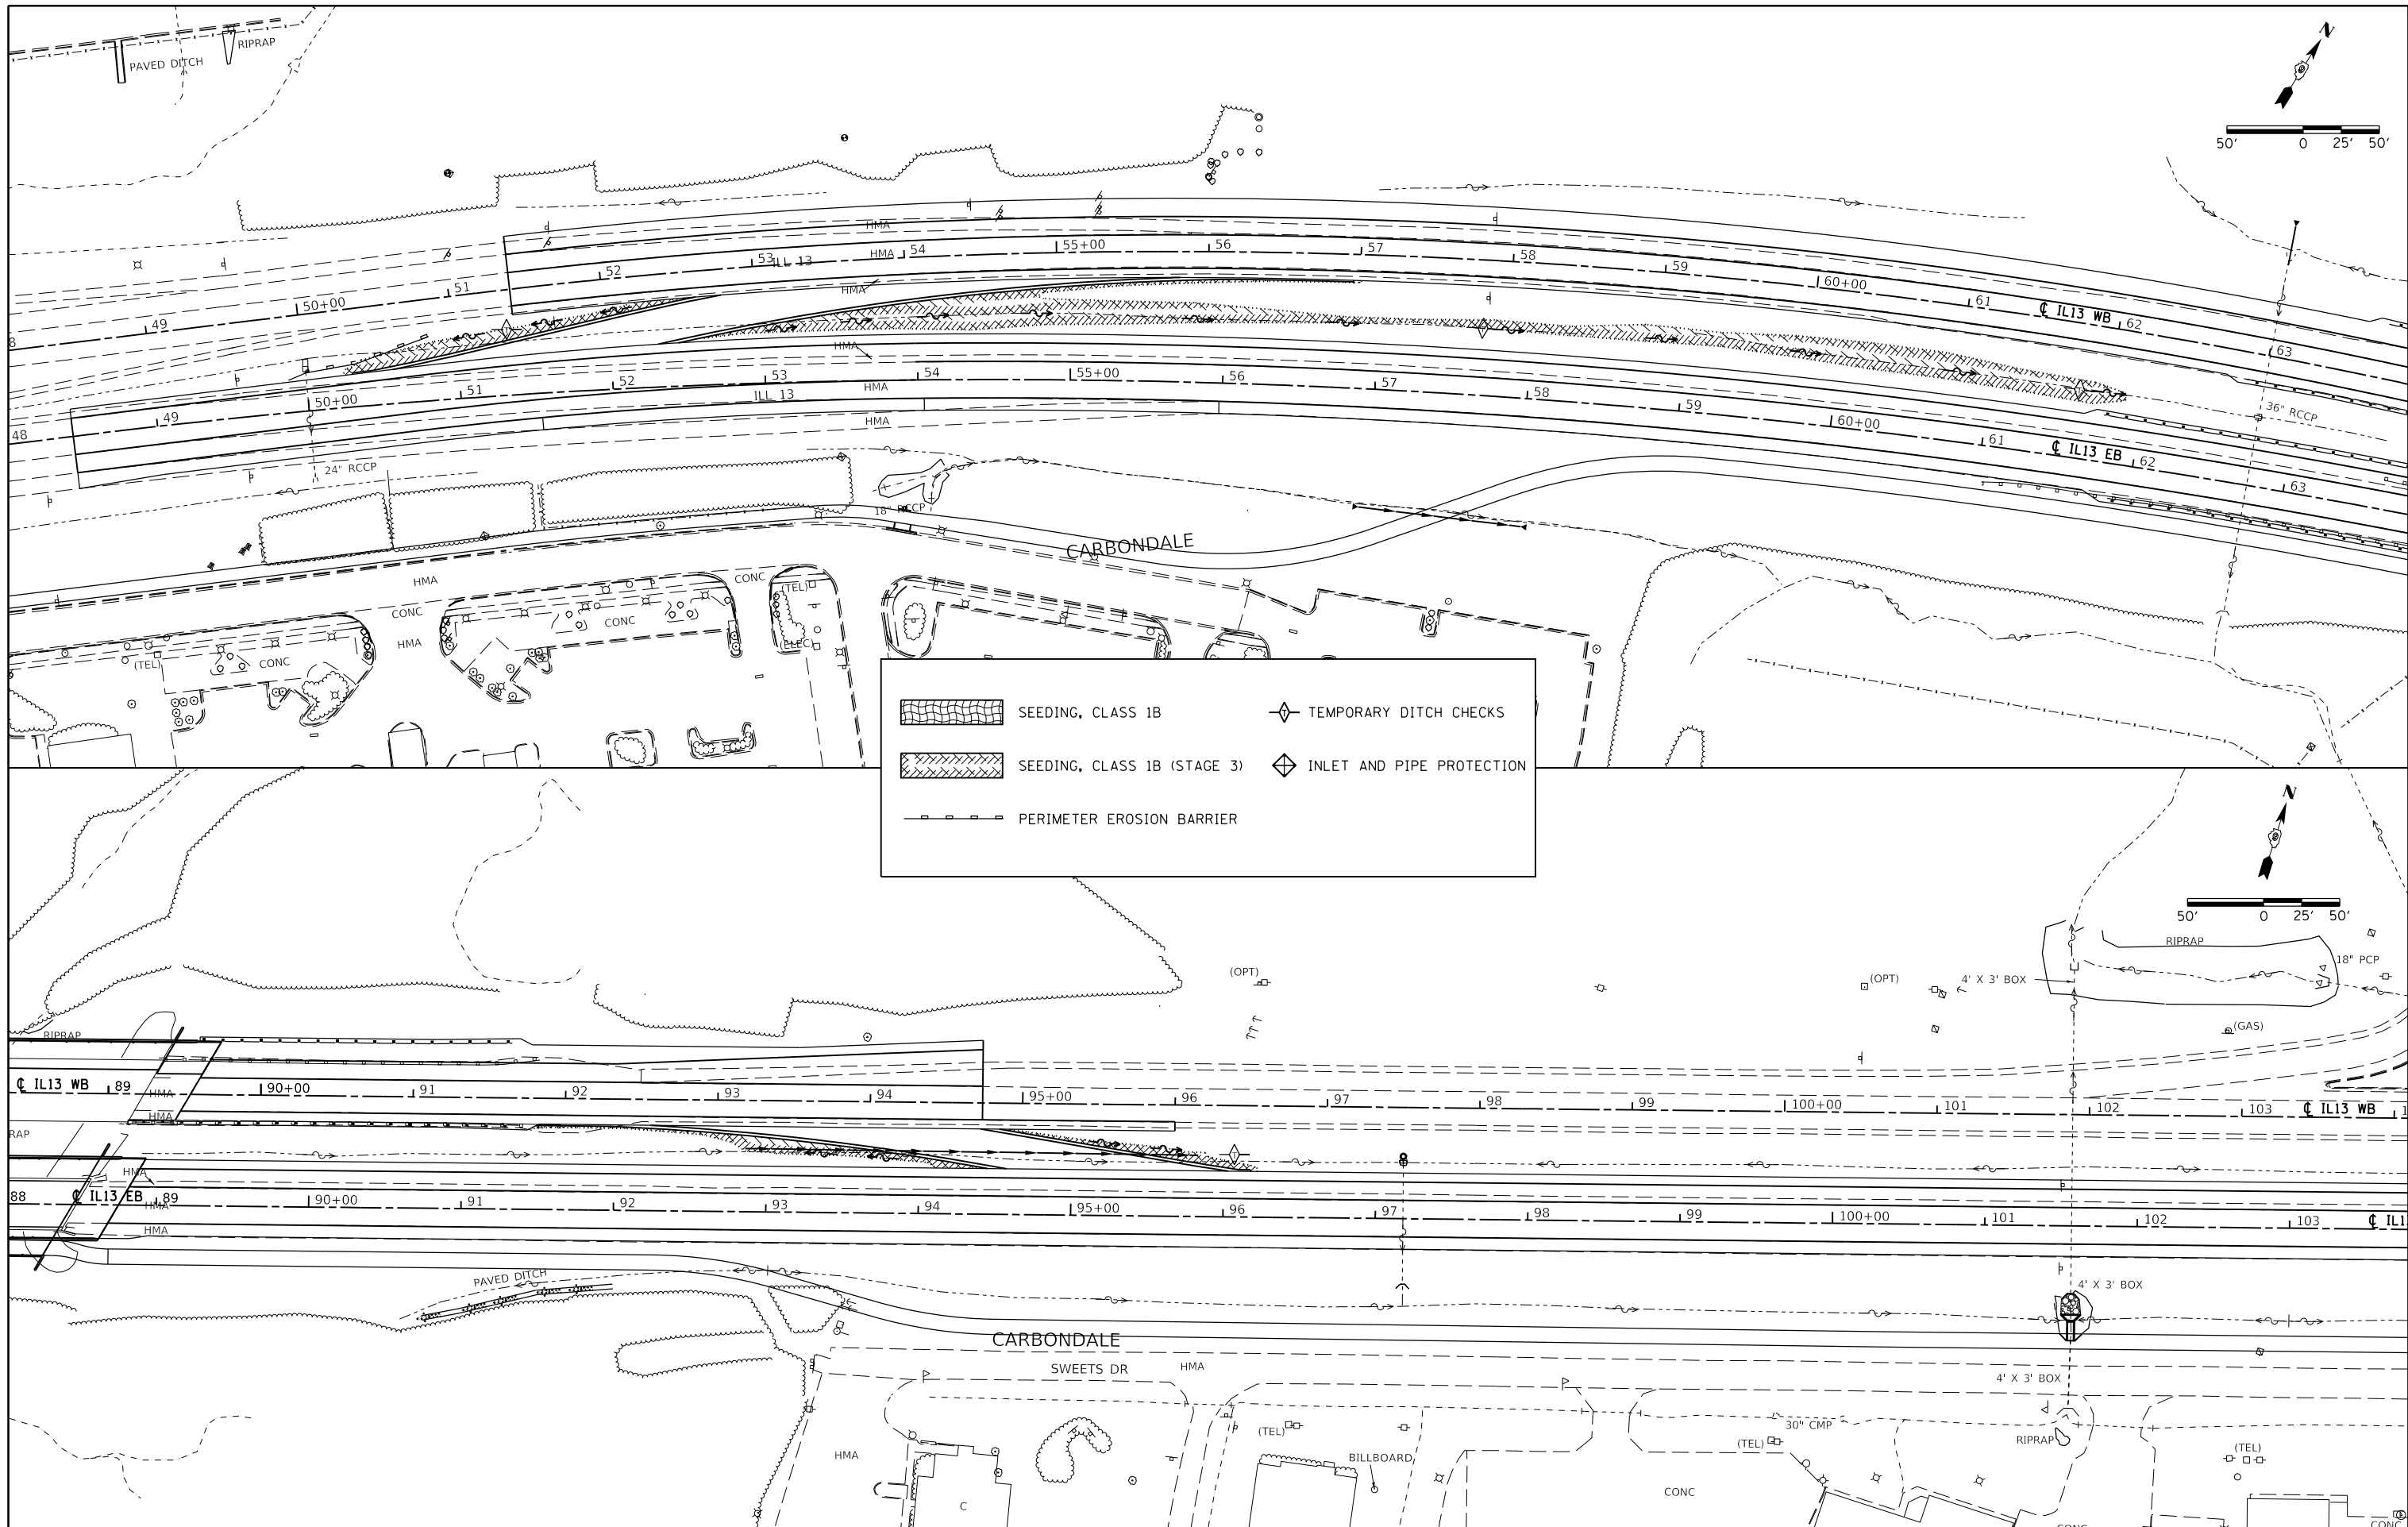 RIPRAP
PAVED DITCH
N
50' 0 25' 50'
HMA
49 50+00 51 52 53 ILL 13 HMA 54 55+00 56 57 58 59 60+00 61 ℄ IL13 WB 62 63
8
HMA
HMA
48 49 50+00 51 52 53 ILL 13 HMA 54 55+00 56 57 58 59 60+00 61 ℄ IL13 EB 62 63
36" RCCP
HMA
24" RCCP
18" RCCP
CARBONDALE
HMA
CONC
(TEL)
CONC
CONC
HMA
(ELEC)
(TEL)
CONC
SEEDING, CLASS 1B
TEMPORARY DITCH CHECKS
T
SEEDING, CLASS 1B (STAGE 3)
INLET AND PIPE PROTECTION
PERIMETER EROSION BARRIER
N
50' 0 25' 50'
RIPRAP
18" PCP
(OPT)
(OPT)
4' X 3' BOX
(GAS)
RIPRAP
℄ IL13 WB 89 HMA 90+00 91 92 93 94 95+00 96 97 98 99 100+00 101 102 103 ℄ IL13 WB 1
HMA
RAP
T
HMA
88 ℄ IL13 EB 89 HMA 90+00 91 92 93 94 95+00 96 97 98 99 100+00 101 102 103 ℄ IL1
HMA
PAVED DITCH
4' X 3' BOX
CARBONDALE
SWEETS DR
HMA
4' X 3' BOX
30" CMP
(TEL)
(TEL)
RIPRAP
(TEL)
HMA
BILLBOARD
CONC
C
CONC
CONC